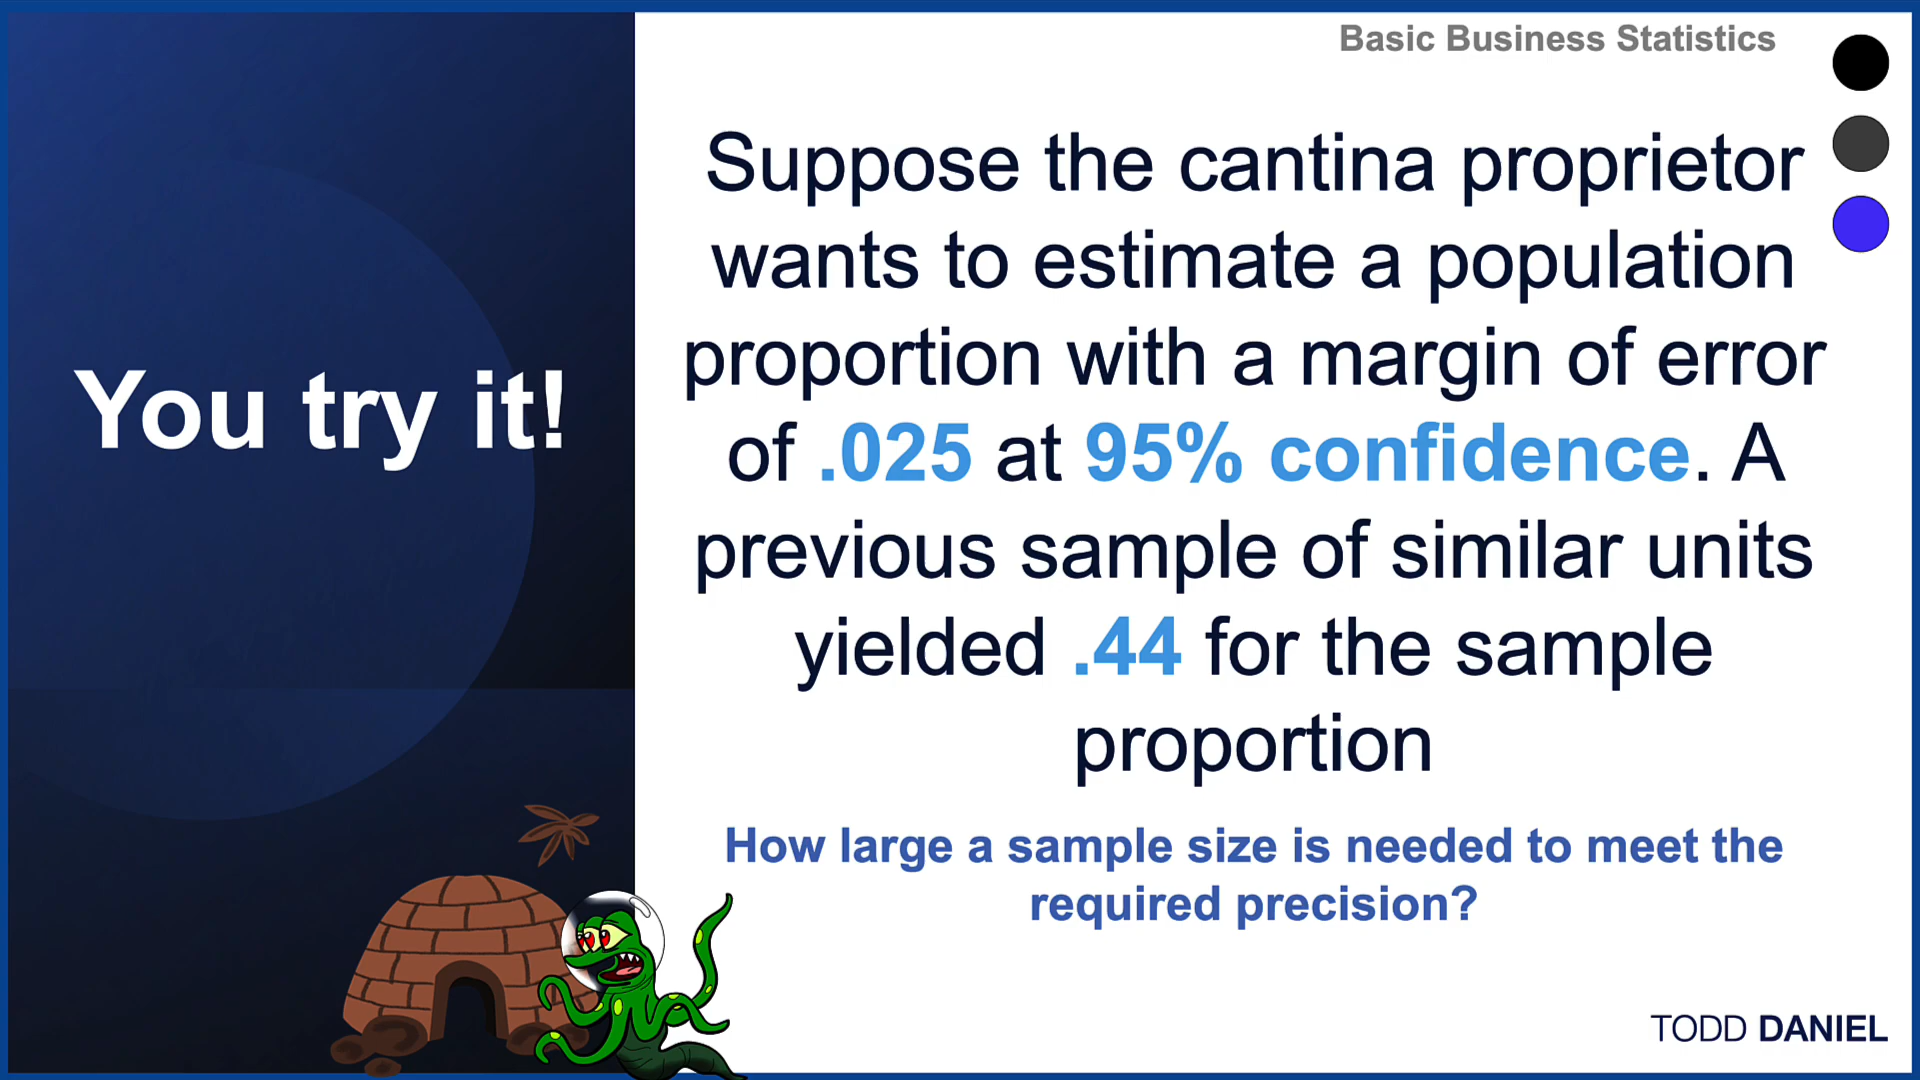 Basic Business Statistics
You try it!
Suppose the cantina proprietor
wants to estimate a population
proportion with a margin of error
of .025 at 95% confidence. A
previous sample of similar units
yielded .44 for the sample
proportion
How large a sample size is needed to meet the
required precision?
TODD DANIEL